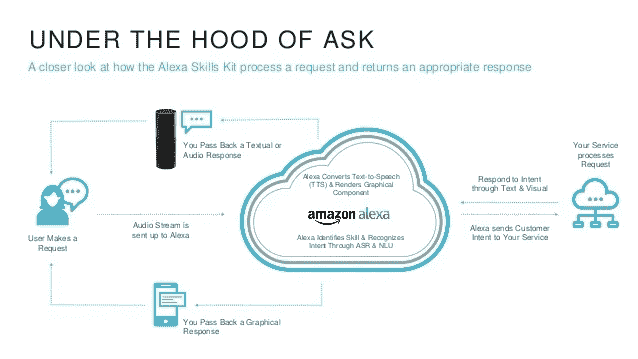 UNDER THE HOOD OF ASK
A closer look at how the Alexa Skills Kit process a request and returns an appropriate response
You Pass Back a Textual or
Audio Response
Your Service
processes
Request
Alexa Converts Text-to-Speech
(TTS) & Renders Graphical
Component
Respond to Intent
through Text & Visual
amazon alexa
User Makes a
Request
Audio Stream is
sent up to Alexa
Alexa Identifies Skill & Recognizes
Intent Through ASR & NLU
Alexa sends Customer
Intent to Your Service
You Pass Back a Graphical
Response